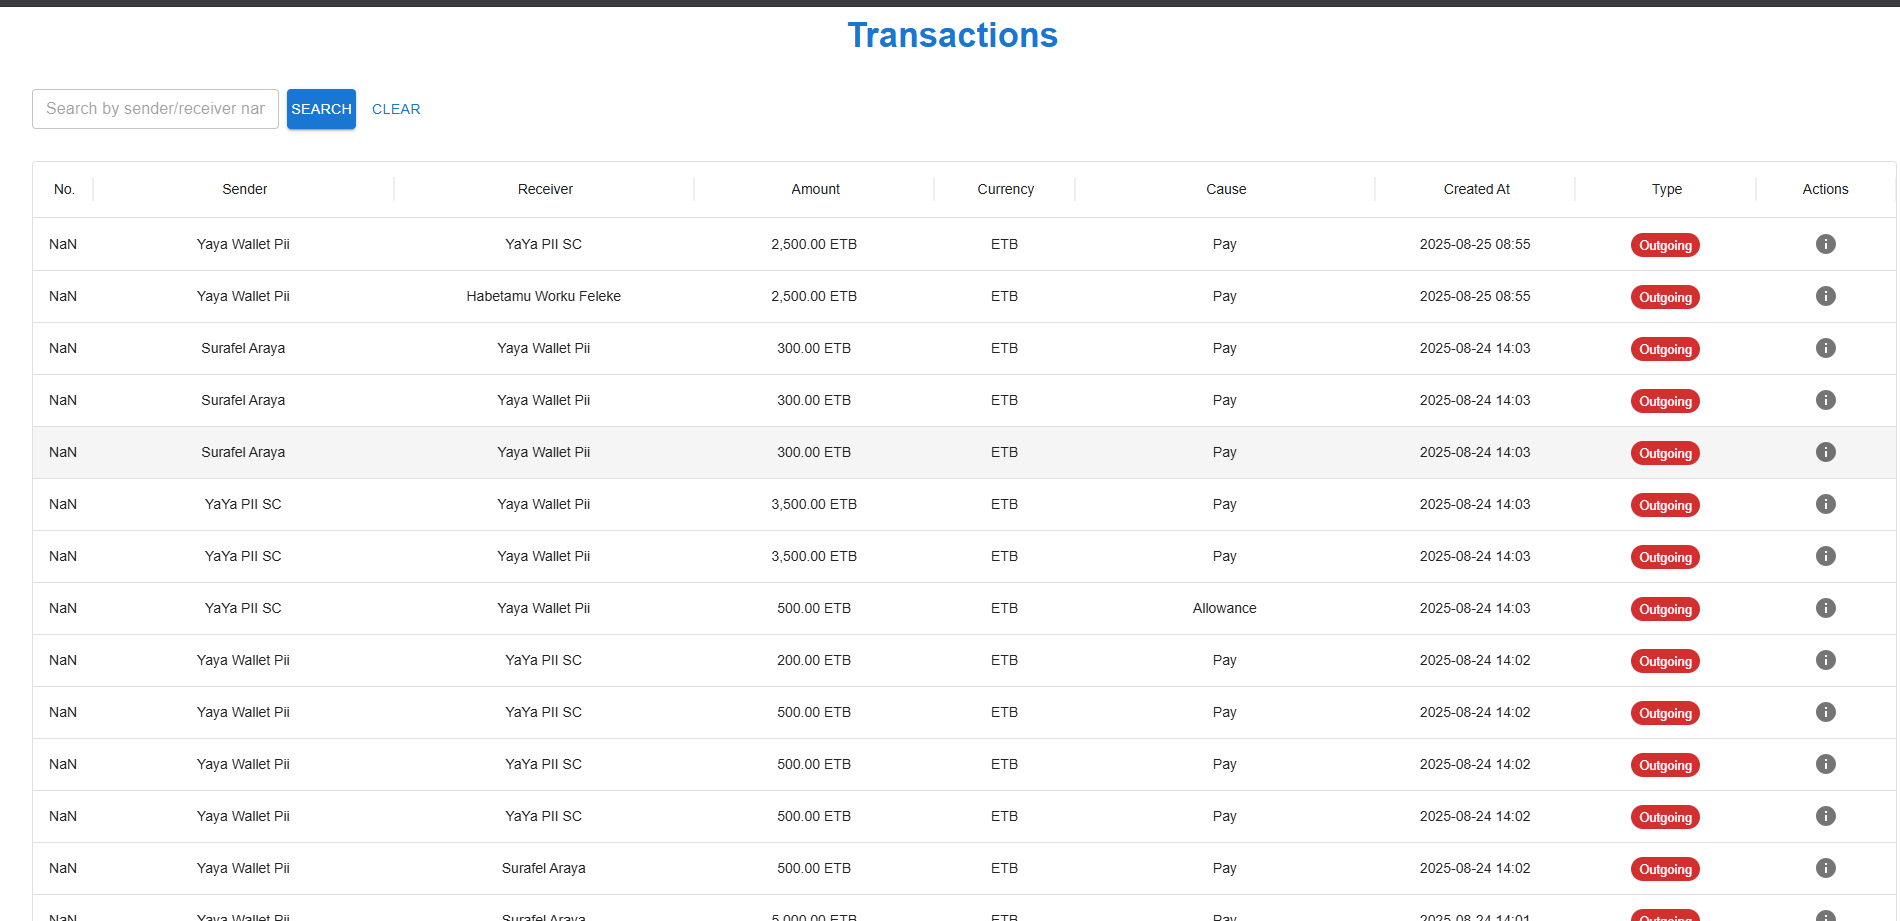 Transactions
Search by sender/receiver nar SEARCH CLEAR
No. Sender Receiver Amount Currency Cause Created At Type Actions
NaN Yaya Wallet Pii YaYa PII SC 2,500.00 ETB ETB Pay 2025-08-25 08:55 Outgoing
NaN Yaya Wallet Pii Habetamu Worku Feleke 2,500.00 ETB ETB Pay 2025-08-25 08:55 Outgoing
NaN Surafel Araya Yaya Wallet Pii 300.00 ETB ETB Pay 2025-08-24 14:03 Outgoing
NaN Surafel Araya Yaya Wallet Pii 300.00 ETB ETB Pay 2025-08-24 14:03 Outgoing
NaN Surafel Araya Yaya Wallet Pii 300.00 ETB ETB Pay 2025-08-24 14:03 Outgoing
NaN YaYa PII SC Yaya Wallet Pii 3,500.00 ETB ETB Pay 2025-08-24 14:03 Outgoing
NaN YaYa PII SC Yaya Wallet Pii 3,500.00 ETB ETB Pay 2025-08-24 14:03 Outgoing
NaN YaYa PII SC Yaya Wallet Pii 500.00 ETB ETB Allowance 2025-08-24 14:03 Outgoing
NaN Yaya Wallet Pii YaYa PII SC 200.00 ETB ETB Pay 2025-08-24 14:02 Outgoing
NaN Yaya Wallet Pii YaYa PII SC 500.00 ETB ETB Pay 2025-08-24 14:02 Outgoing
NaN Yaya Wallet Pii YaYa PII SC 500.00 ETB ETB Pay 2025-08-24 14:02 Outgoing
NaN Yaya Wallet Pii YaYa PII SC 500.00 ETB ETB Pay 2025-08-24 14:02 Outgoing
NaN Yaya Wallet Pii Surafel Araya 500.00 ETB ETB Pay 2025-08-24 14:02 Outgoing
NaN Yaya Wallet Pii Surafel Araya 5,000.00 ETB ETB Pay 2025-08-24 14:01 Outgoing